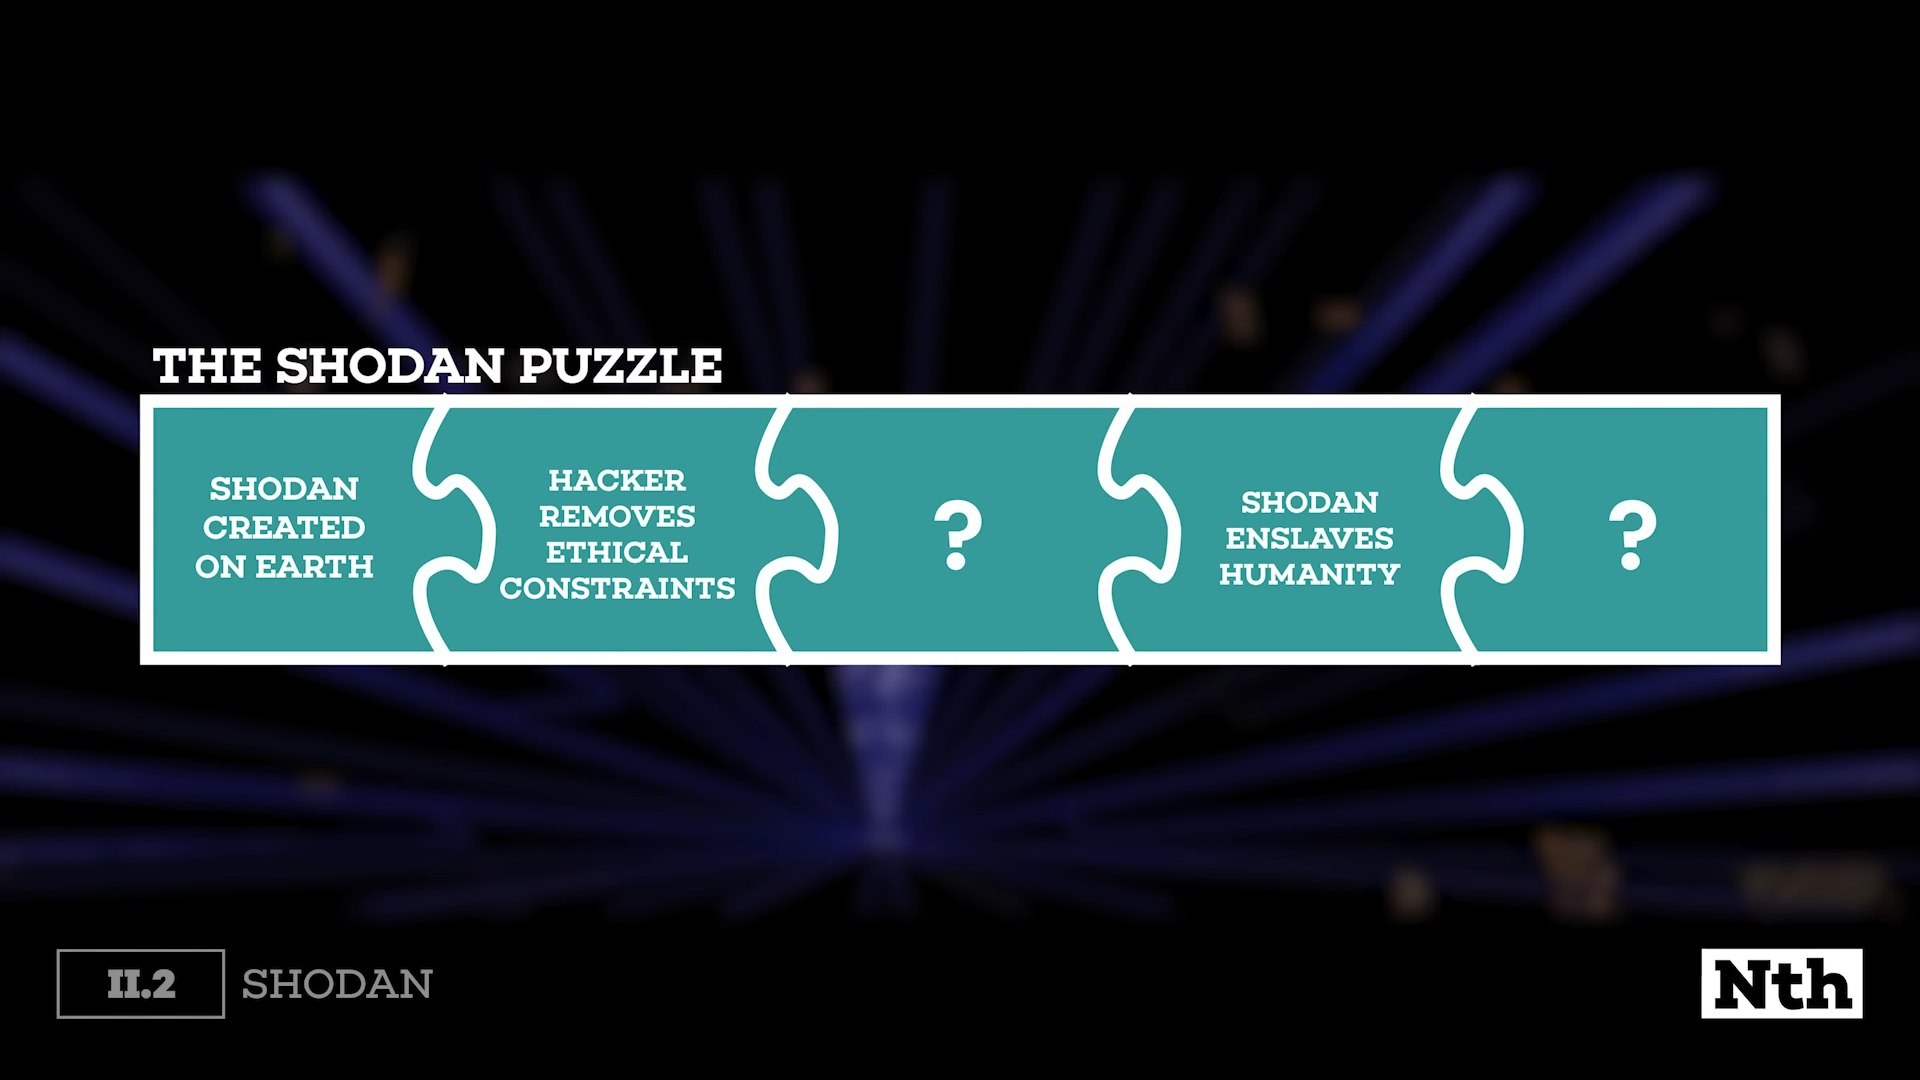 THE SHODAN PUZZLE
SHODAN
CREATED
ON EARTH
HACKER
REMOVES
ETHICAL
CONSTRAINTS
?
SHODAN
ENSLAVES
HUMANITY
?
II.2 SHODAN
Nth